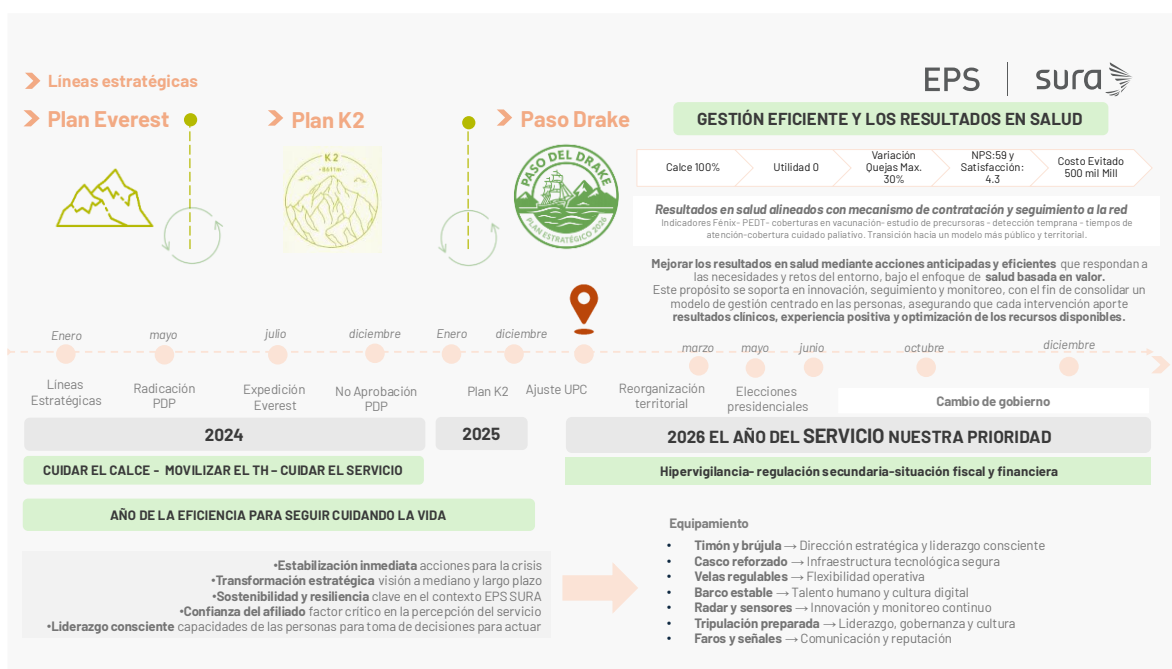 Líneas estratégicas
EPS | sura
Plan Everest
Plan K2
Paso Drake
GESTIÓN EFICIENTE Y LOS RESULTADOS EN SALUD
K2
-8611m-
PASO DEL DRAKE
PLAN ESTRATÉGICO 2026
Calce 100%
Utilidad 0
Variación
Quejas Max.
30%
NPS:59 y
Satisfacción:
4.3
Costo Evitado
500 mil Mill
Resultados en salud alineados con mecanismo de contratación y seguimiento a la red
Indicadores Fénix- PEDT- coberturas en vacunación- estudio de precursoras - detección temprana - tiempos de
atención-cobertura cuidado paliativo. Transición hacia un modelo más público y territorial.
Mejorar los resultados en salud mediante acciones anticipadas y eficientes que respondan a
las necesidades y retos del entorno, bajo el enfoque de salud basada en valor.
Este propósito se soporta en innovación, seguimiento y monitoreo, con el fin de consolidar un
modelo de gestión centrado en las personas, asegurando que cada intervención aporte
resultados clínicos, experiencia positiva y optimización de los recursos disponibles.
Enero
mayo
julio
diciembre
Enero
diciembre
marzo
mayo
junio
octubre
diciembre
Líneas
Estratégicas
Radicación
PDP
Expedición
Everest
No Aprobación
PDP
Plan K2
Ajuste UPC
Reorganización
territorial
Elecciones
presidenciales
Cambio de gobierno
2024
2025
2026 EL AÑO DEL SERVICIO NUESTRA PRIORIDAD
CUIDAR EL CALCE - MOVILIZAR EL TH – CUIDAR EL SERVICIO
Hipervigilancia- regulación secundaria-situación fiscal y financiera
AÑO DE LA EFICIENCIA PARA SEGUIR CUIDANDO LA VIDA
•Estabilización inmediata acciones para la crisis
•Transformación estratégica visión a mediano y largo plazo
•Sostenibilidad y resiliencia clave en el contexto EPS SURA
•Confianza del afiliado factor crítico en la percepción del servicio
•Liderazgo consciente capacidades de las personas para toma de decisiones para actuar
Equipamiento
• Timón y brújula → Dirección estratégica y liderazgo consciente
• Casco reforzado → Infraestructura tecnológica segura
• Velas regulables → Flexibilidad operativa
• Barco estable → Talento humano y cultura digital
• Radar y sensores → Innovación y monitoreo continuo
• Tripulación preparada → Liderazgo, gobernanza y cultura
• Faros y señales → Comunicación y reputación